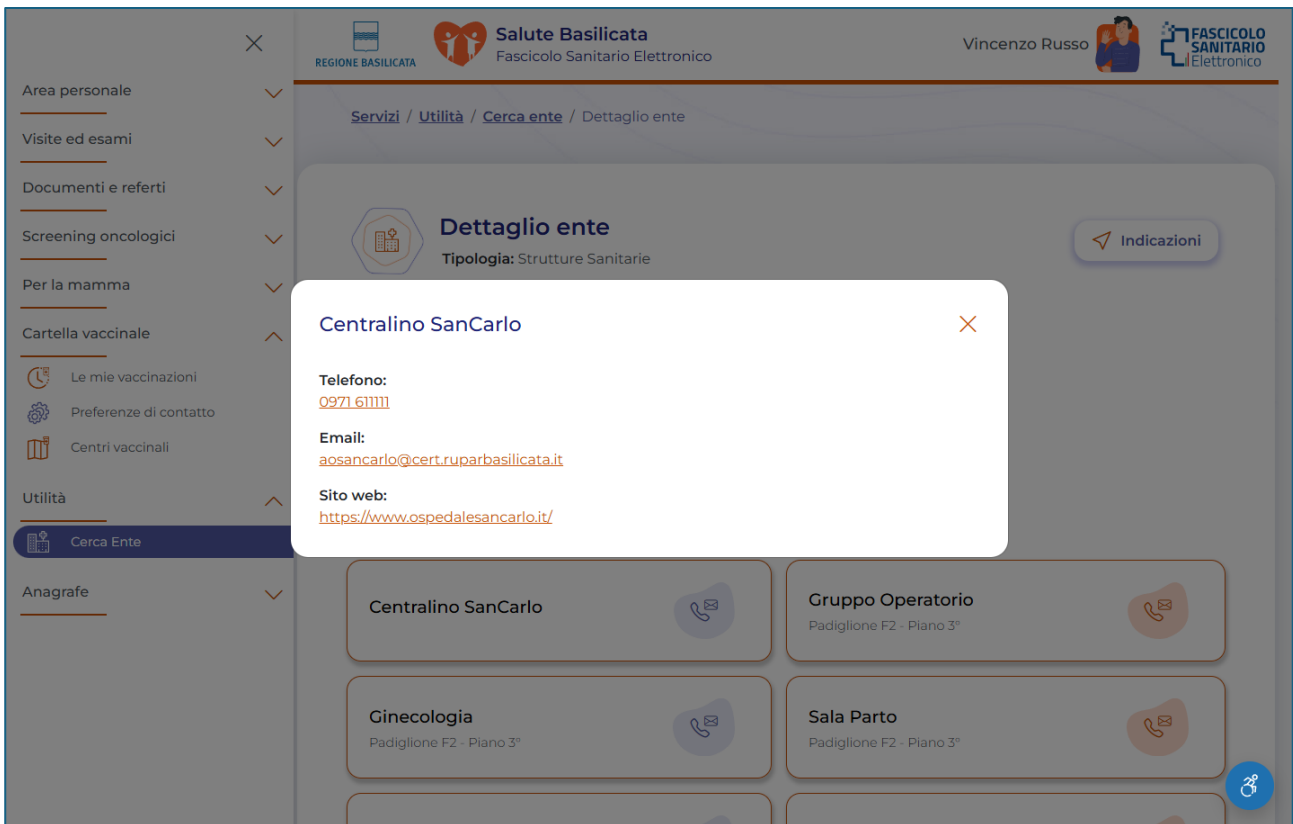 REGIONE BASILICATA
Salute Basilicata
Fascicolo Sanitario Elettronico
Vincenzo Russo
FASCICOLO
SANITARIO
Elettronico
Area personale
Visite ed esami
Documenti e referti
Screening oncologici
Per la mamma
Cartella vaccinale
Le mie vaccinazioni
Preferenze di contatto
Centri vaccinali
Utilità
Cerca Ente
Anagrafe
Servizi / Utilità / Cerca ente / Dettaglio ente
Dettaglio ente
Tipologia: Strutture Sanitarie
Indicazioni
Centralino SanCarlo
Telefono:
0971 611111
Email:
aosancarlo@cert.ruparbasilicata.it
Sito web:
https://www.ospedalesancarlo.it/
Centralino SanCarlo
Gruppo Operatorio
Padiglione F2 - Piano 3°
Ginecologia
Padiglione F2 - Piano 3°
Sala Parto
Padiglione F2 - Piano 3°